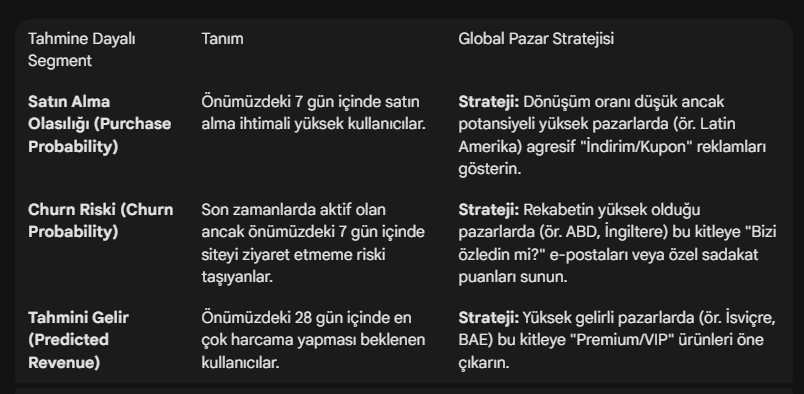 Tahmine Dayalı
Segment
Tanım
Global Pazar Stratejisi
Satın Alma
Olasılığı (Purchase
Probability)
Önümüzdeki 7 gün içinde satın
alma ihtimali yüksek kullanıcılar.
Strateji: Dönüşüm oranı düşük ancak
potansiyeli yüksek pazarlarda (ör. Latin
Amerika) agresif "İndirim/Kupon" reklamları
gösterin.
Churn Riski (Churn
Probability)
Son zamanlarda aktif olan
ancak önümüzdeki 7 gün içinde
siteyi ziyaret etmeme riski
taşıyanlar.
Strateji: Rekabetin yüksek olduğu
pazarlarda (ör. ABD, İngiltere) bu kitleye "Bizi
özledin mi?" e-postaları veya özel sadakat
puanları sunun.
Tahmini Gelir
(Predicted
Revenue)
Önümüzdeki 28 gün içinde en
çok harcama yapması beklenen
kullanıcılar.
Strateji: Yüksek gelirli pazarlarda (ör. İsviçre,
BAE) bu kitleye "Premium/VIP" ürünleri öne
çıkarın.